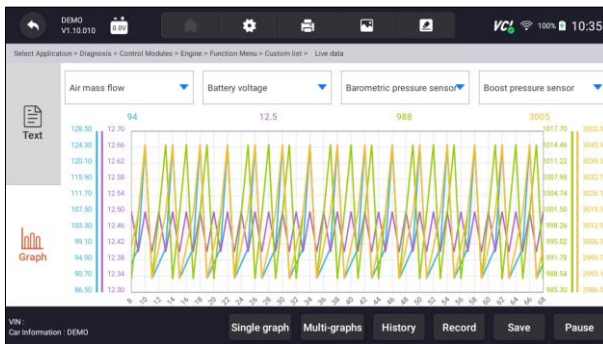 DEMO
V1.10.010
0.0V
VC
100%
10:35
Select Application > Diagnosis > Control Modules > Engine > Function Menu > Custom list > Live data
Text
Graph
Air mass flow
Battery voltage
Barometric pressure sensor
Boost pressure sensor
94 12.5 988 3005
128.50 12.70 1017.70
124.30 12.66 1014.46
120.10 12.62 1011.22
115.90 12.58 1007.98
111.70 12.54 1004.74
107.50 12.50 1001.50
103.30 12.46 998.26
99.10 12.42 995.02
94.90 12.38 991.78
90.70 12.34 988.54
86.50 12.30 985.30
8 10 12 14 16 18 20 22 24 26 28 30 32 34 36 38 40 42 44 46 48 50 52 54 56 58 60 62 64 66 68
VIN :
Car Information : DEMO
Single graph
Multi-graphs
History
Record
Save
Pause